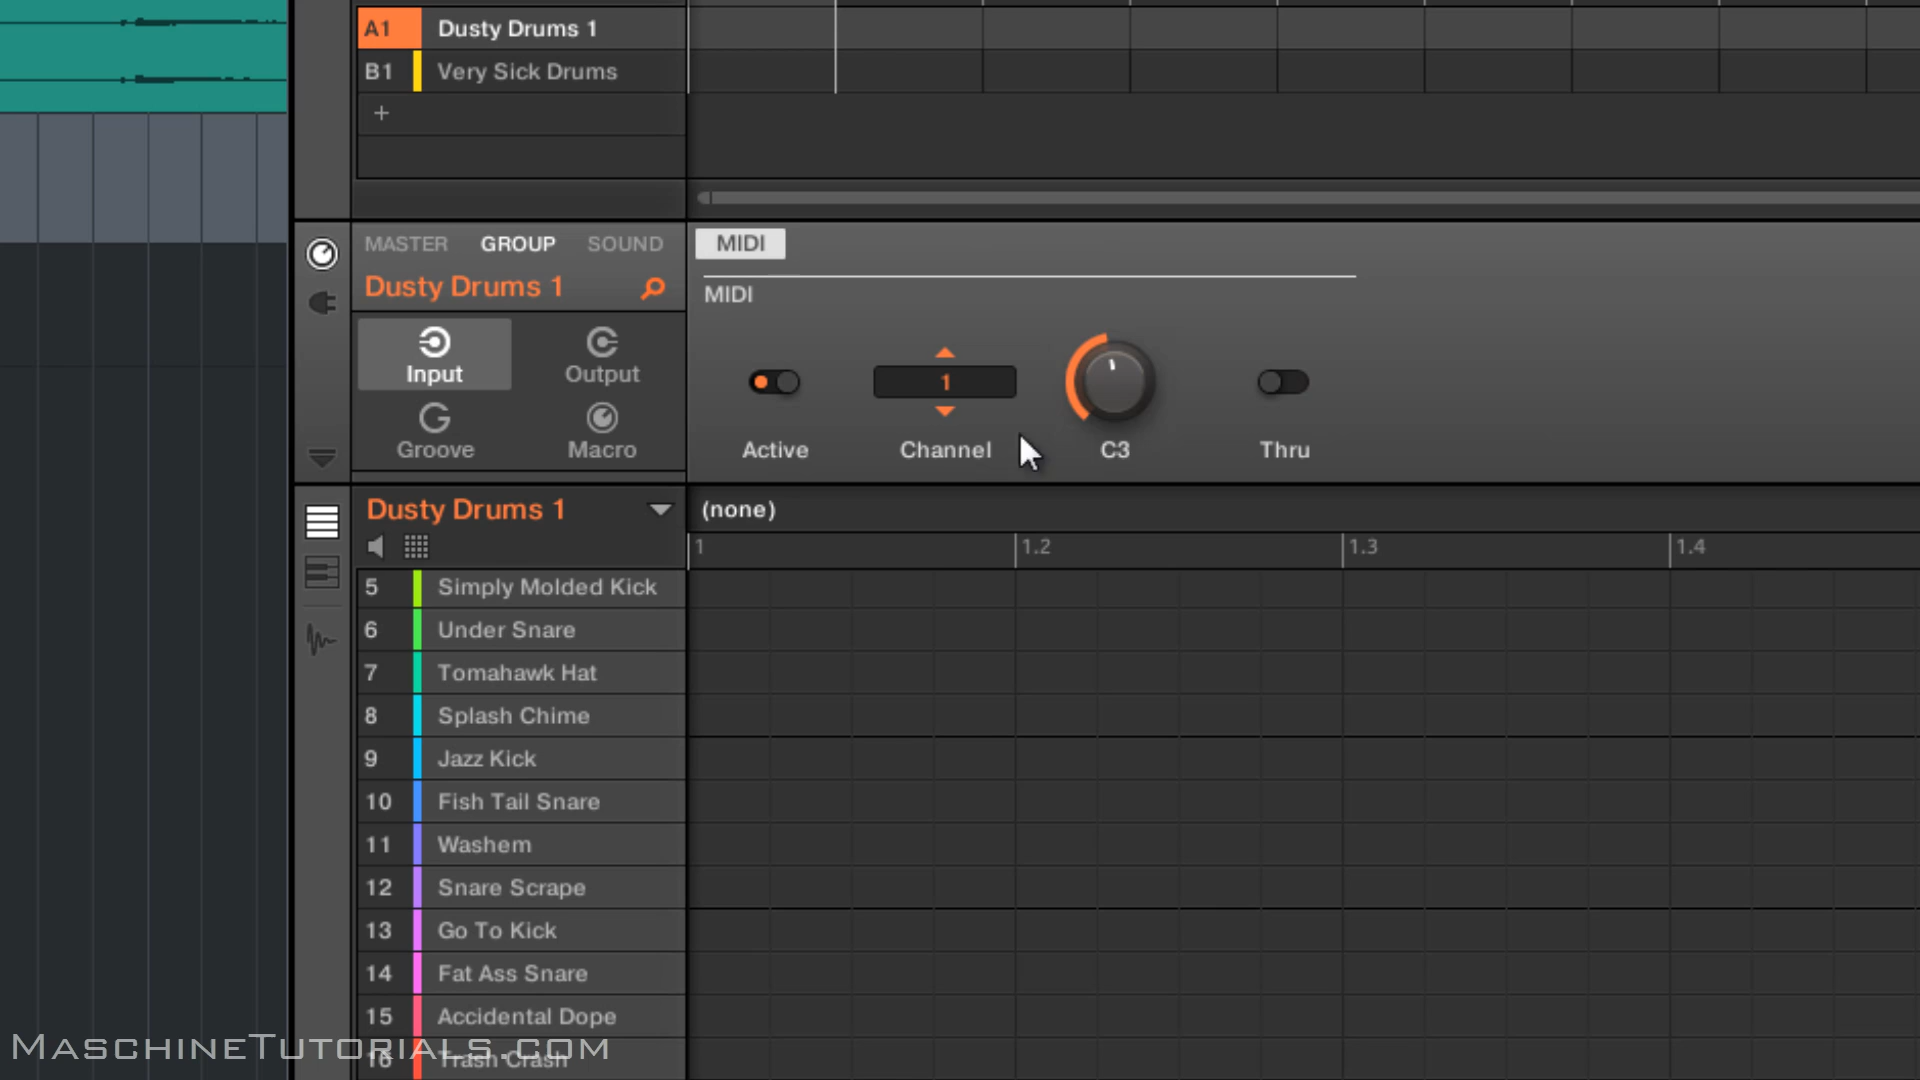 A1 Dusty Drums 1
B1 Very Sick Drums
+
MASTER GROUP SOUND
MIDI
Dusty Drums 1
MIDI
Input Output
1
Groove Macro
Active Channel C3 Thru
Dusty Drums 1
(none)
1 1.2 1.3 1.4
5 Simply Molded Kick
6 Under Snare
7 Tomahawk Hat
8 Splash Chime
9 Jazz Kick
10 Fish Tail Snare
11 Washem
12 Snare Scrape
13 Go To Kick
14 Fat Ass Snare
15 Accidental Dope
16 Trash Crash
MASCHINETUTORIALS.COM